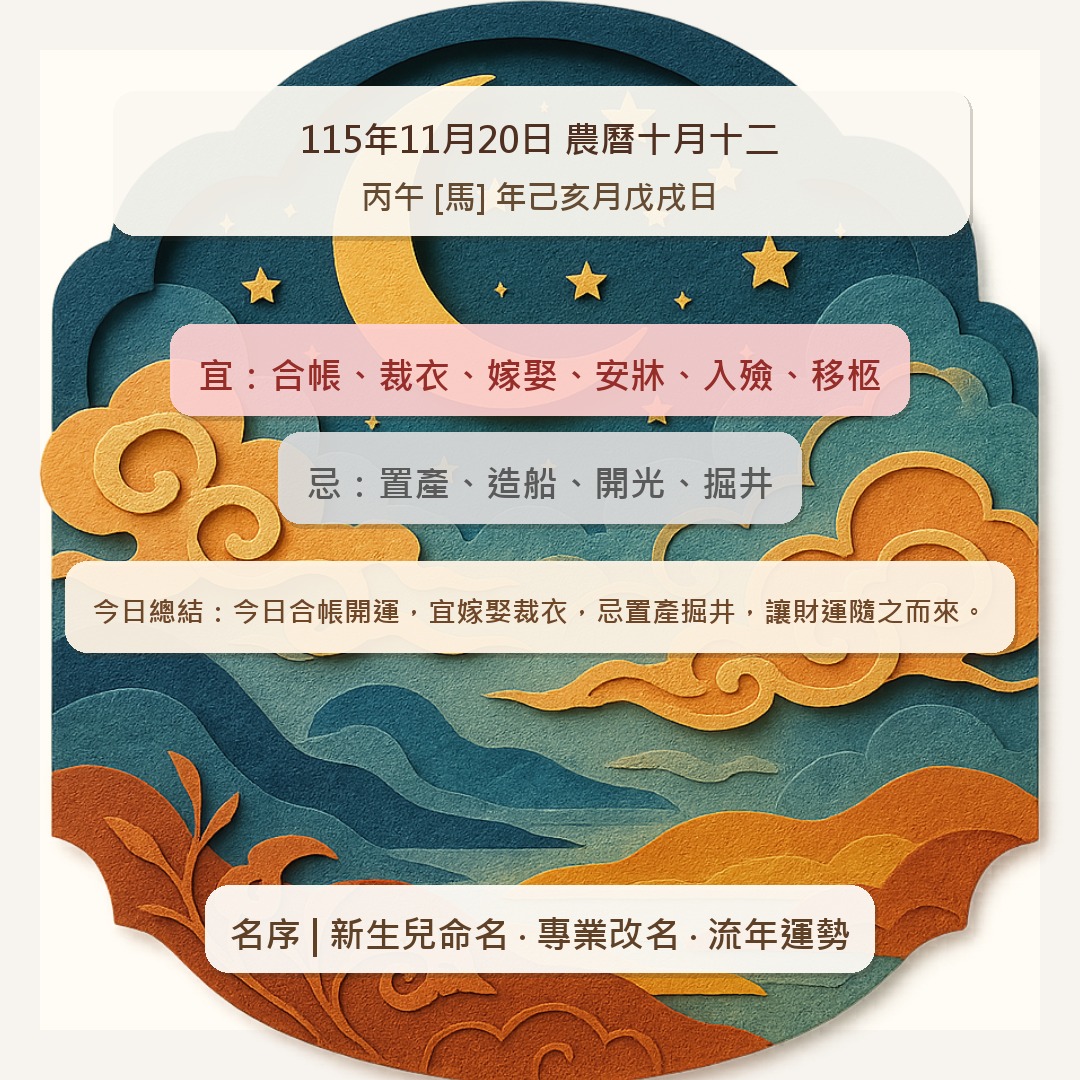 115年11月20日 農曆十月十二
丙午 [馬] 年己亥月戊戌日
宜：合帳、裁衣、嫁娶、安牀、入殮、移柩
忌：置產、造船、開光、掘井
今日總結：今日合帳開運，宜嫁娶裁衣，忌置產掘井，讓財運隨之而來。
名序 | 新生兒命名 · 專業改名 · 流年運勢